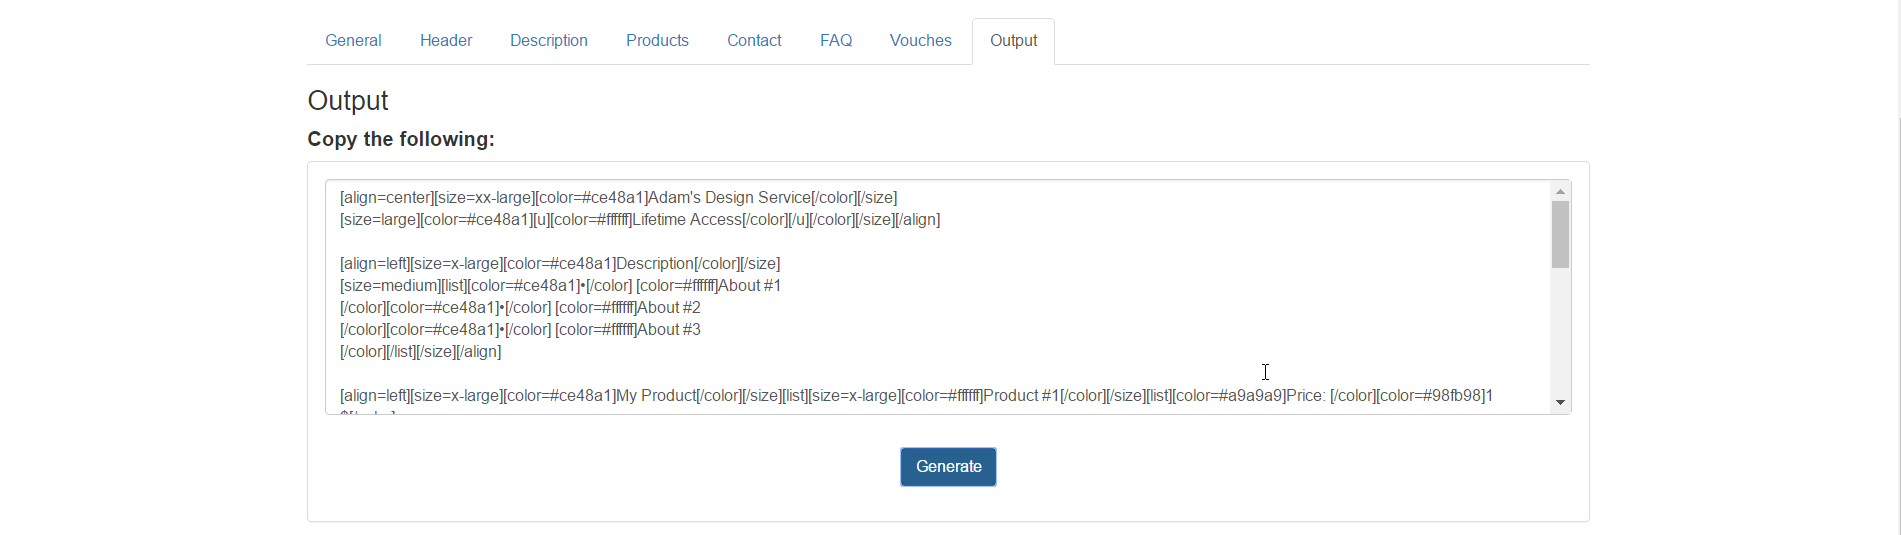 General Header Description Products Contact FAQ Vouches Output
Output
Copy the following:
[align=center][size=xx-large][color=#ce48a1]Adam's Design Service[/color][/size]
[size=large][color=#ce48a1][u][color=#ffffff]Lifetime Access[/color][/u][/color][/size][/align]
[align=left][size=x-large][color=#ce48a1]Description[/color][/size]
[size=medium][list][color=#ce48a1]•[/color] [color=#ffffff]About #1
[/color][color=#ce48a1]•[/color] [color=#ffffff]About #2
[/color][color=#ce48a1]•[/color] [color=#ffffff]About #3
[/color][/list][/size][/align]
[align=left][size=x-large][color=#ce48a1]My Product[/color][/size][list][size=x-large][color=#ffffff]Product #1[/color][/size][list][color=#a9a9a9]Price: [/color][color=#98fb98]1
Generate